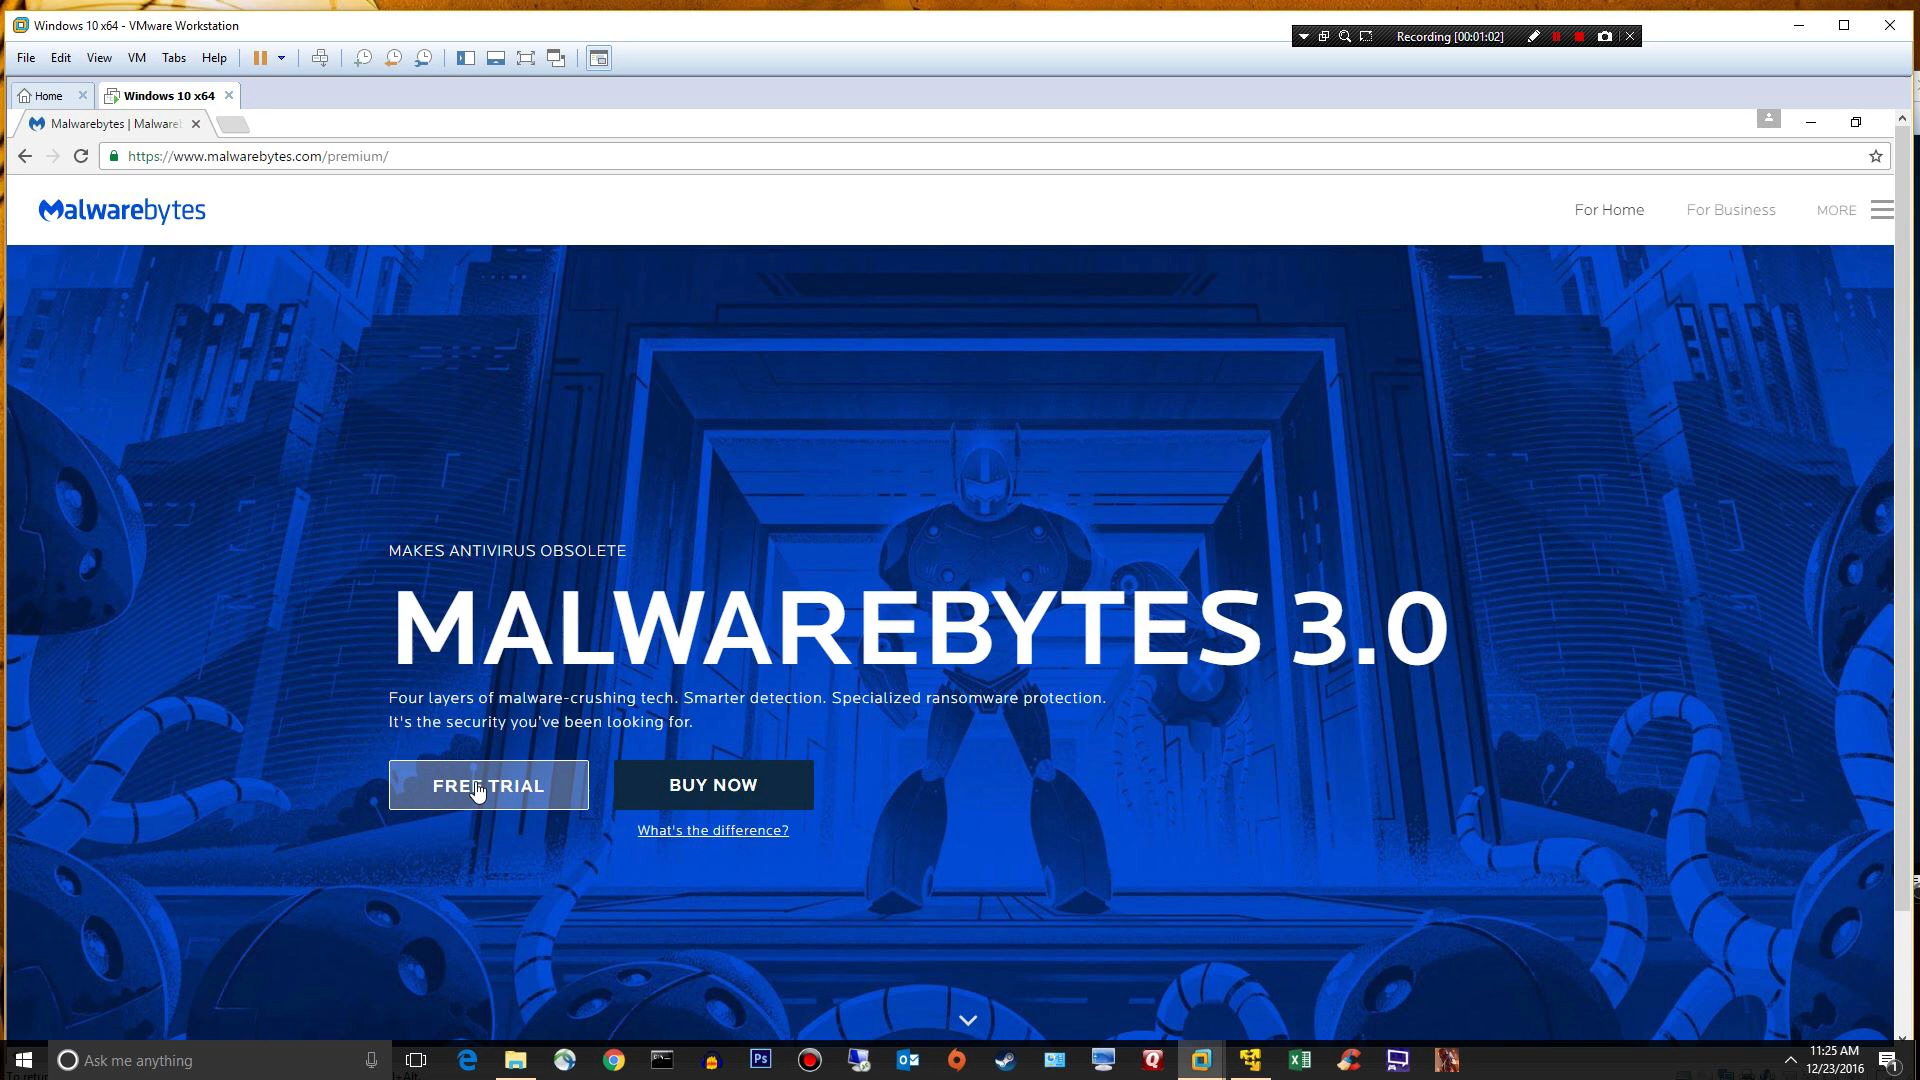 Windows 10 x64 - VMware Workstation
Recording [00:01:02]
File Edit View VM Tabs Help
Home
Windows 10 x64
Malwarebytes | Malware
https://www.malwarebytes.com/premium/
Malwarebytes
For Home
For Business
MORE
MAKES ANTIVIRUS OBSOLETE
MALWAREBYTES 3.0
Four layers of malware-crushing tech. Smarter detection. Specialized ransomware protection.
It's the security you've been looking for.
FREE TRIAL
BUY NOW
What's the difference?
Ask me anything
Ps
11:25 AM
12/23/2016
1